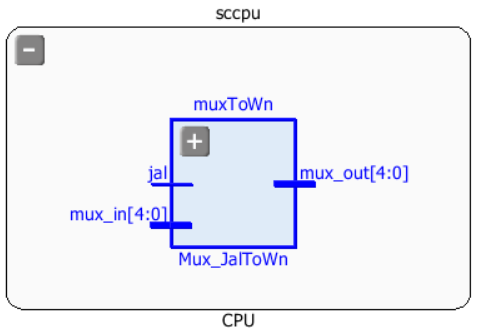 sccpu
muxToWn
jal
mux_out[4:0]
mux_in[4:0]
Mux_JalToWn
CPU